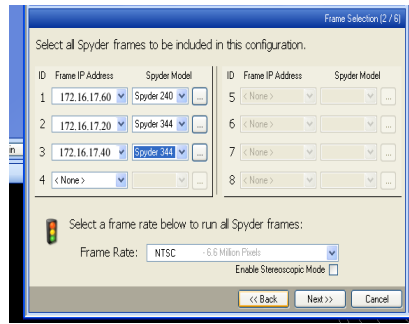 Frame Selection (2 / 6)
Select all Spyder frames to be included in this configuration.
ID Frame IP Address Spyder Model ID Frame IP Address Spyder Model
1 172.16.17.60 Spyder 240 ... 5 < None > ...
2 172.16.17.20 Spyder 344 ... 6 < None > ...
3 172.16.17.40 Spyder 344 ... 7 < None > ...
4 < None > ... 8 < None > ...
Select a frame rate below to run all Spyder frames:
Frame Rate: NTSC - 6.6 Million Pixels
Enable Stereoscopic Mode
<< Back Next >> Cancel